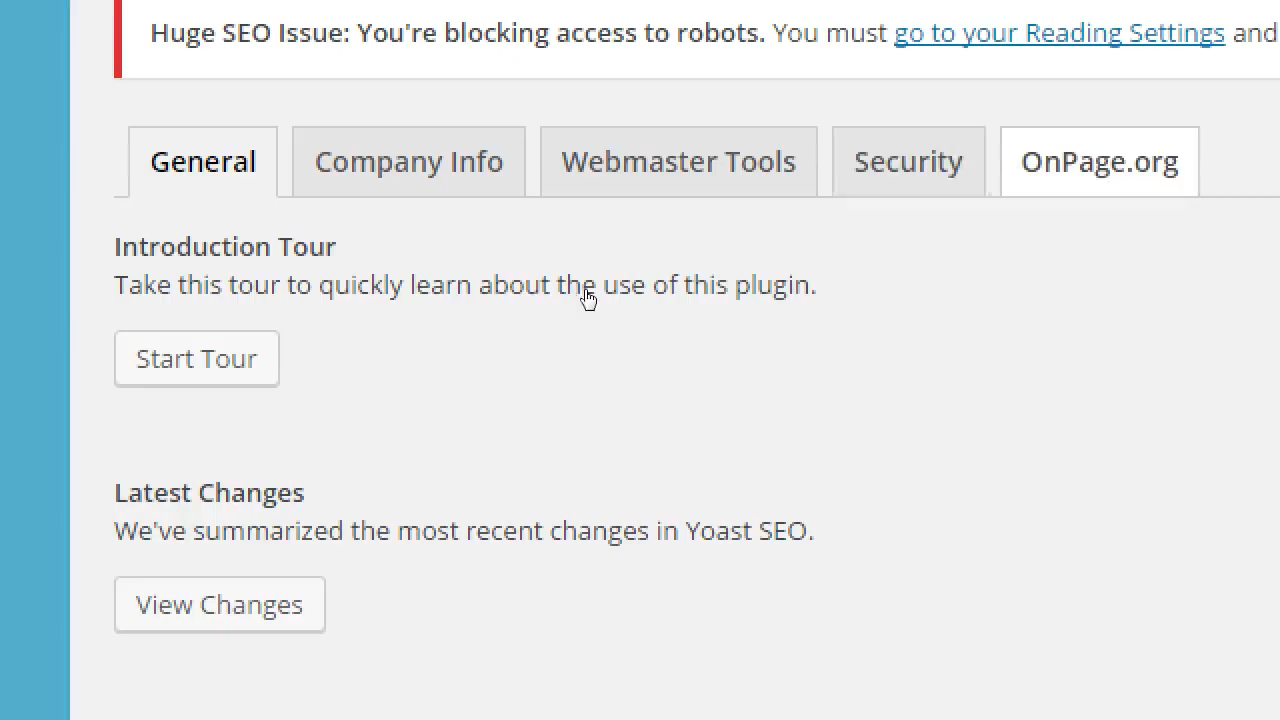 Huge SEO Issue: You're blocking access to robots. You must go to your Reading Settings and
General Company Info Webmaster Tools Security OnPage.org
Introduction Tour
Take this tour to quickly learn about the use of this plugin.
Start Tour
Latest Changes
We've summarized the most recent changes in Yoast SEO.
View Changes